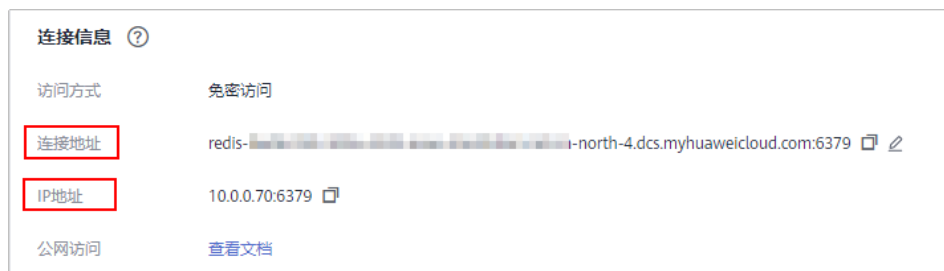 连接信息 ?
访问方式 免密访问
连接地址 redis- -north-4.dcs.myhuaweicloud.com:6379
IP地址 10.0.0.70:6379
公网访问 查看文档